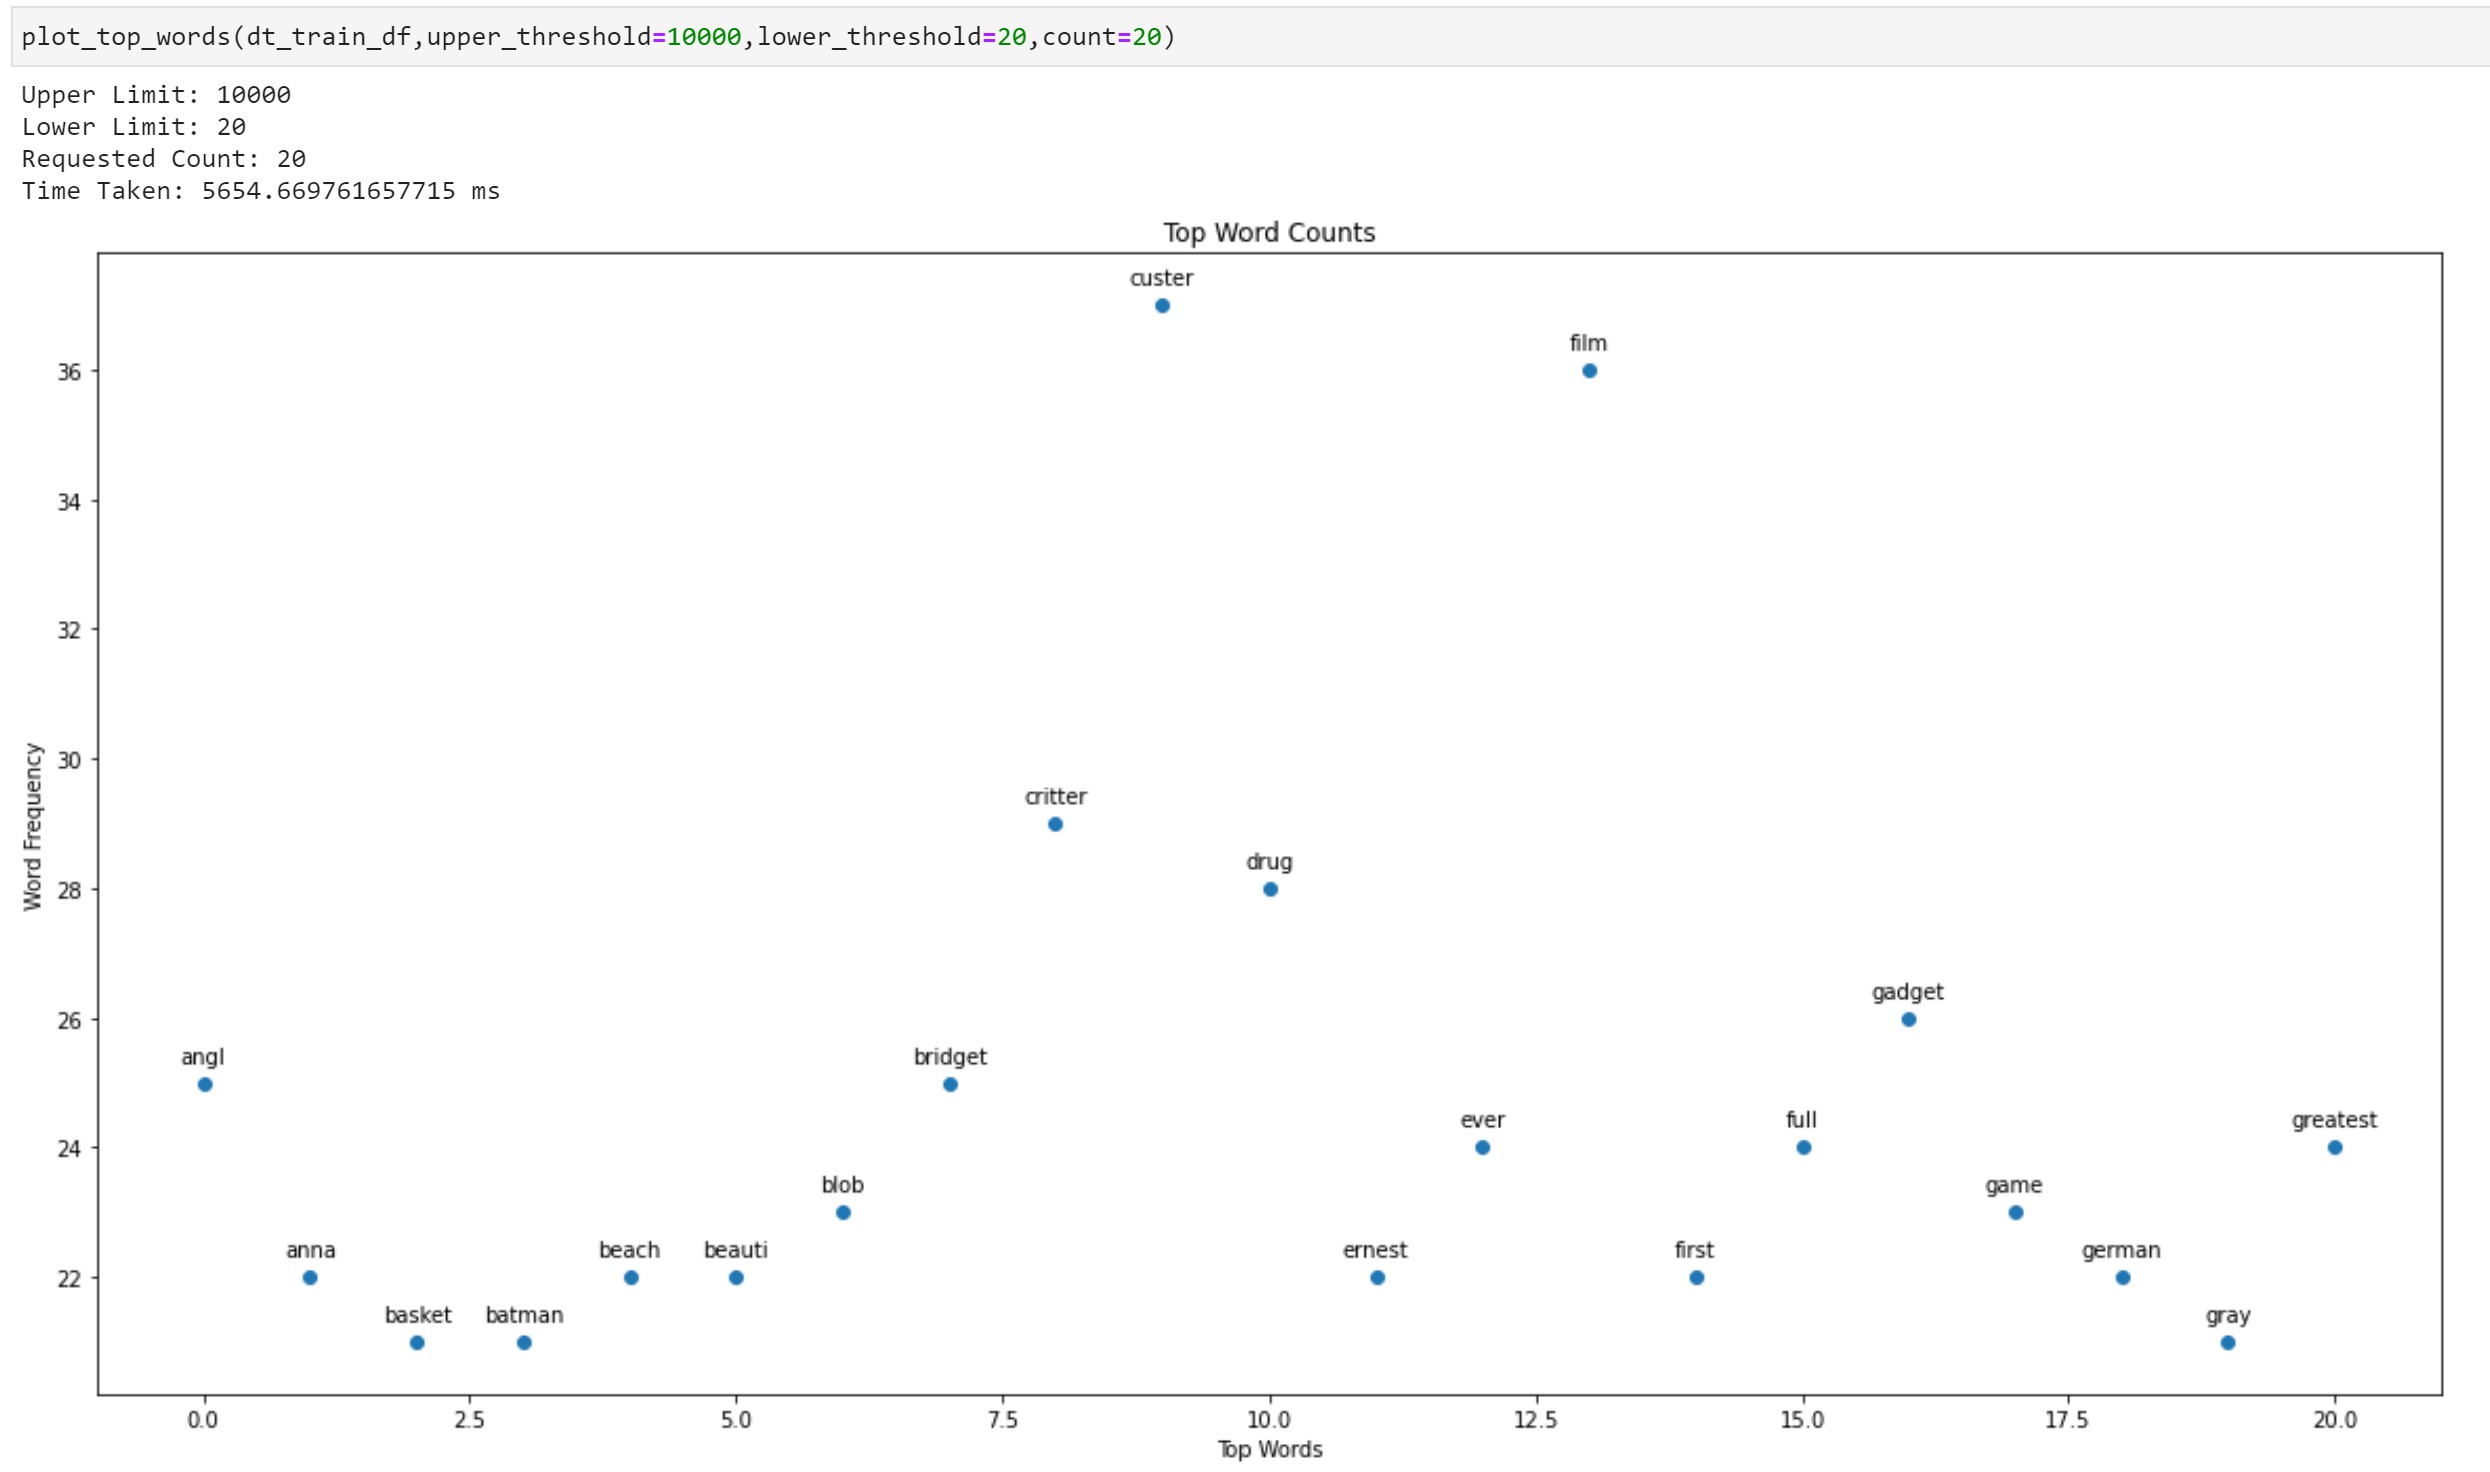 plot_top_words(dt_train_df,upper_threshold=10000,lower_threshold=20,count=20)
Upper Limit: 10000
Lower Limit: 20
Requested Count: 20
Time Taken: 5654.669761657715 ms
Top Word Counts
custer
film
36
34
32
30
critter
drug
28
gadget
26
angl
bridget
ever
full
greatest
24
blob
game
anna
beach
beauti
ernest
first
german
22
basket
batman
gray
Word Frequency
0.0 2.5 5.0 7.5 10.0 12.5 15.0 17.5 20.0
Top Words